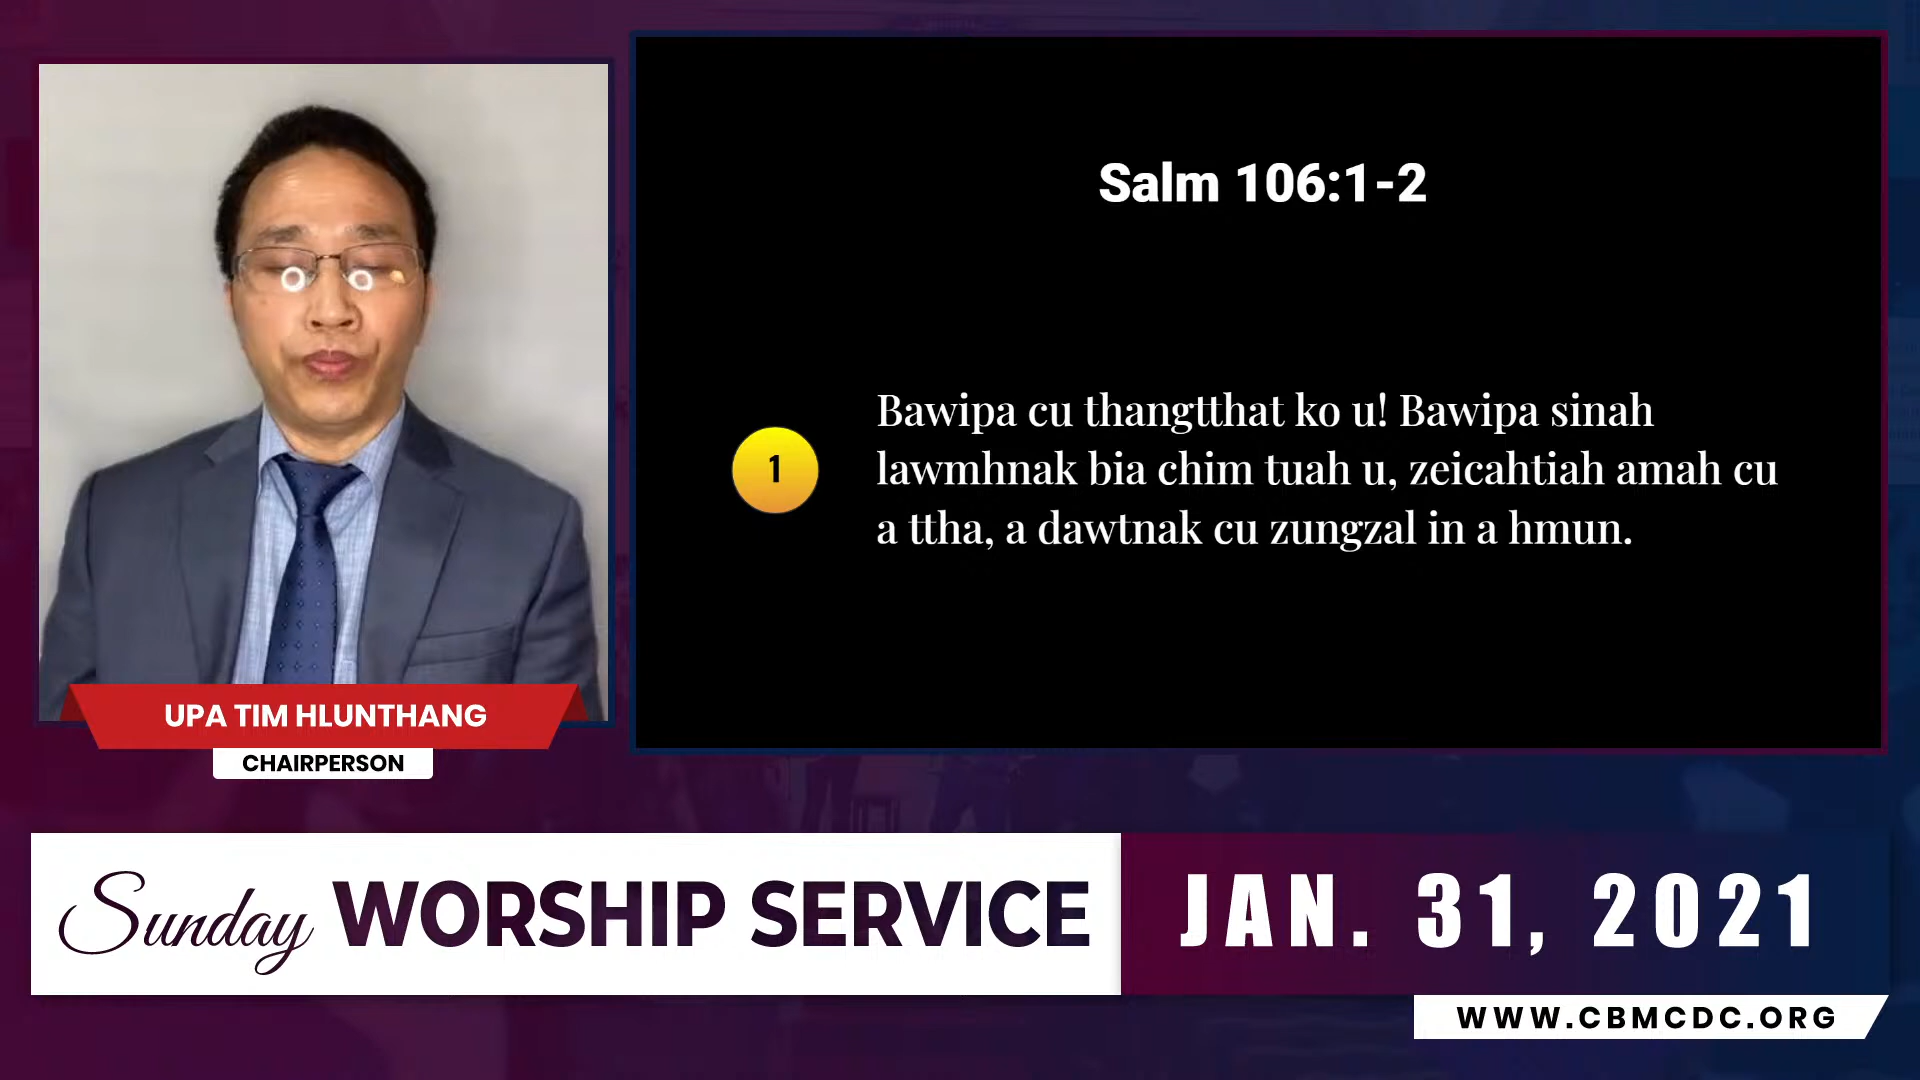 Salm 106:1-2
1
Bawipa cu thangtthat ko u! Bawipa sinah
lawmhnak bia chim tuah u, zeicahtiah amah cu
a ttha, a dawtnak cu zungzal in a hmun.
UPA TIM HLUNTHANG
CHAIRPERSON
Sunday WORSHIP SERVICE
JAN. 31, 2021
WWW.CBMCDC.ORG